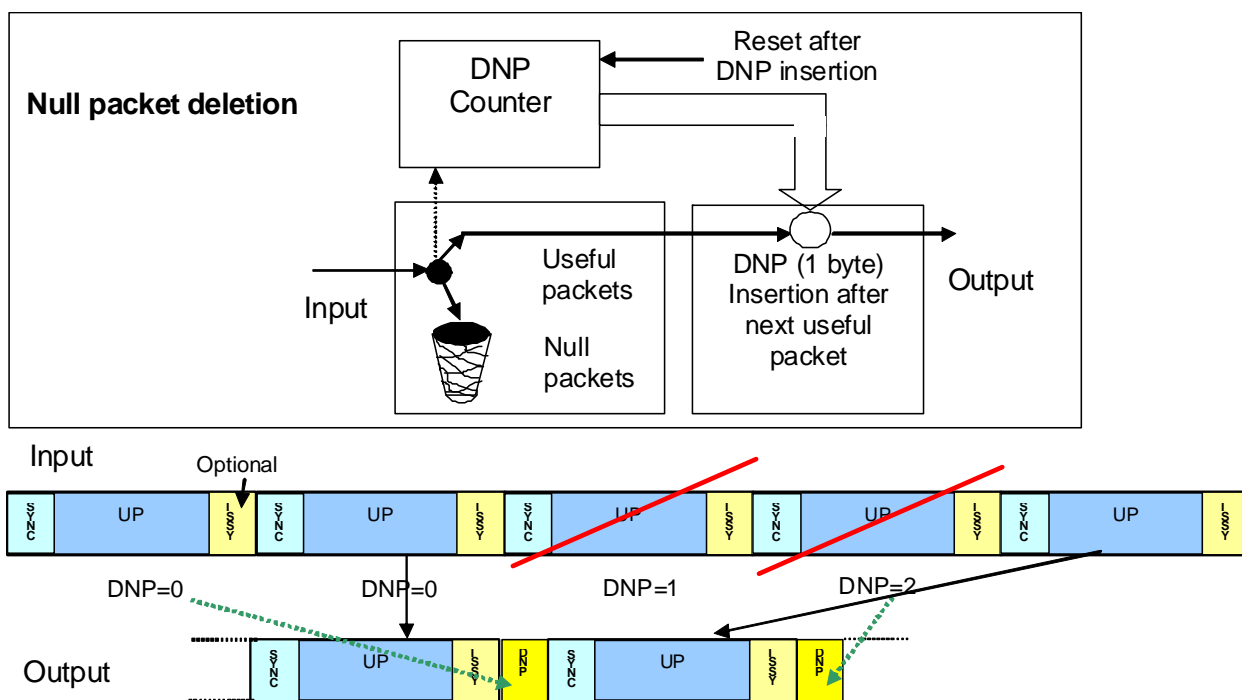 Reset after
DNP insertion
DNP
Counter
Null packet deletion
Useful
packets
Null
packets
Input
DNP (1 byte)
Insertion after
next useful
packet
Output
Input
Optional
SYNC UP ISSY SYNC UP ISSY SYNC UP ISSY SYNC UP ISSY SYNC UP ISSY
DNP=0 DNP=0 DNP=1 DNP=2
Output
SYNC UP ISSY DNP SYNC UP ISSY DNP